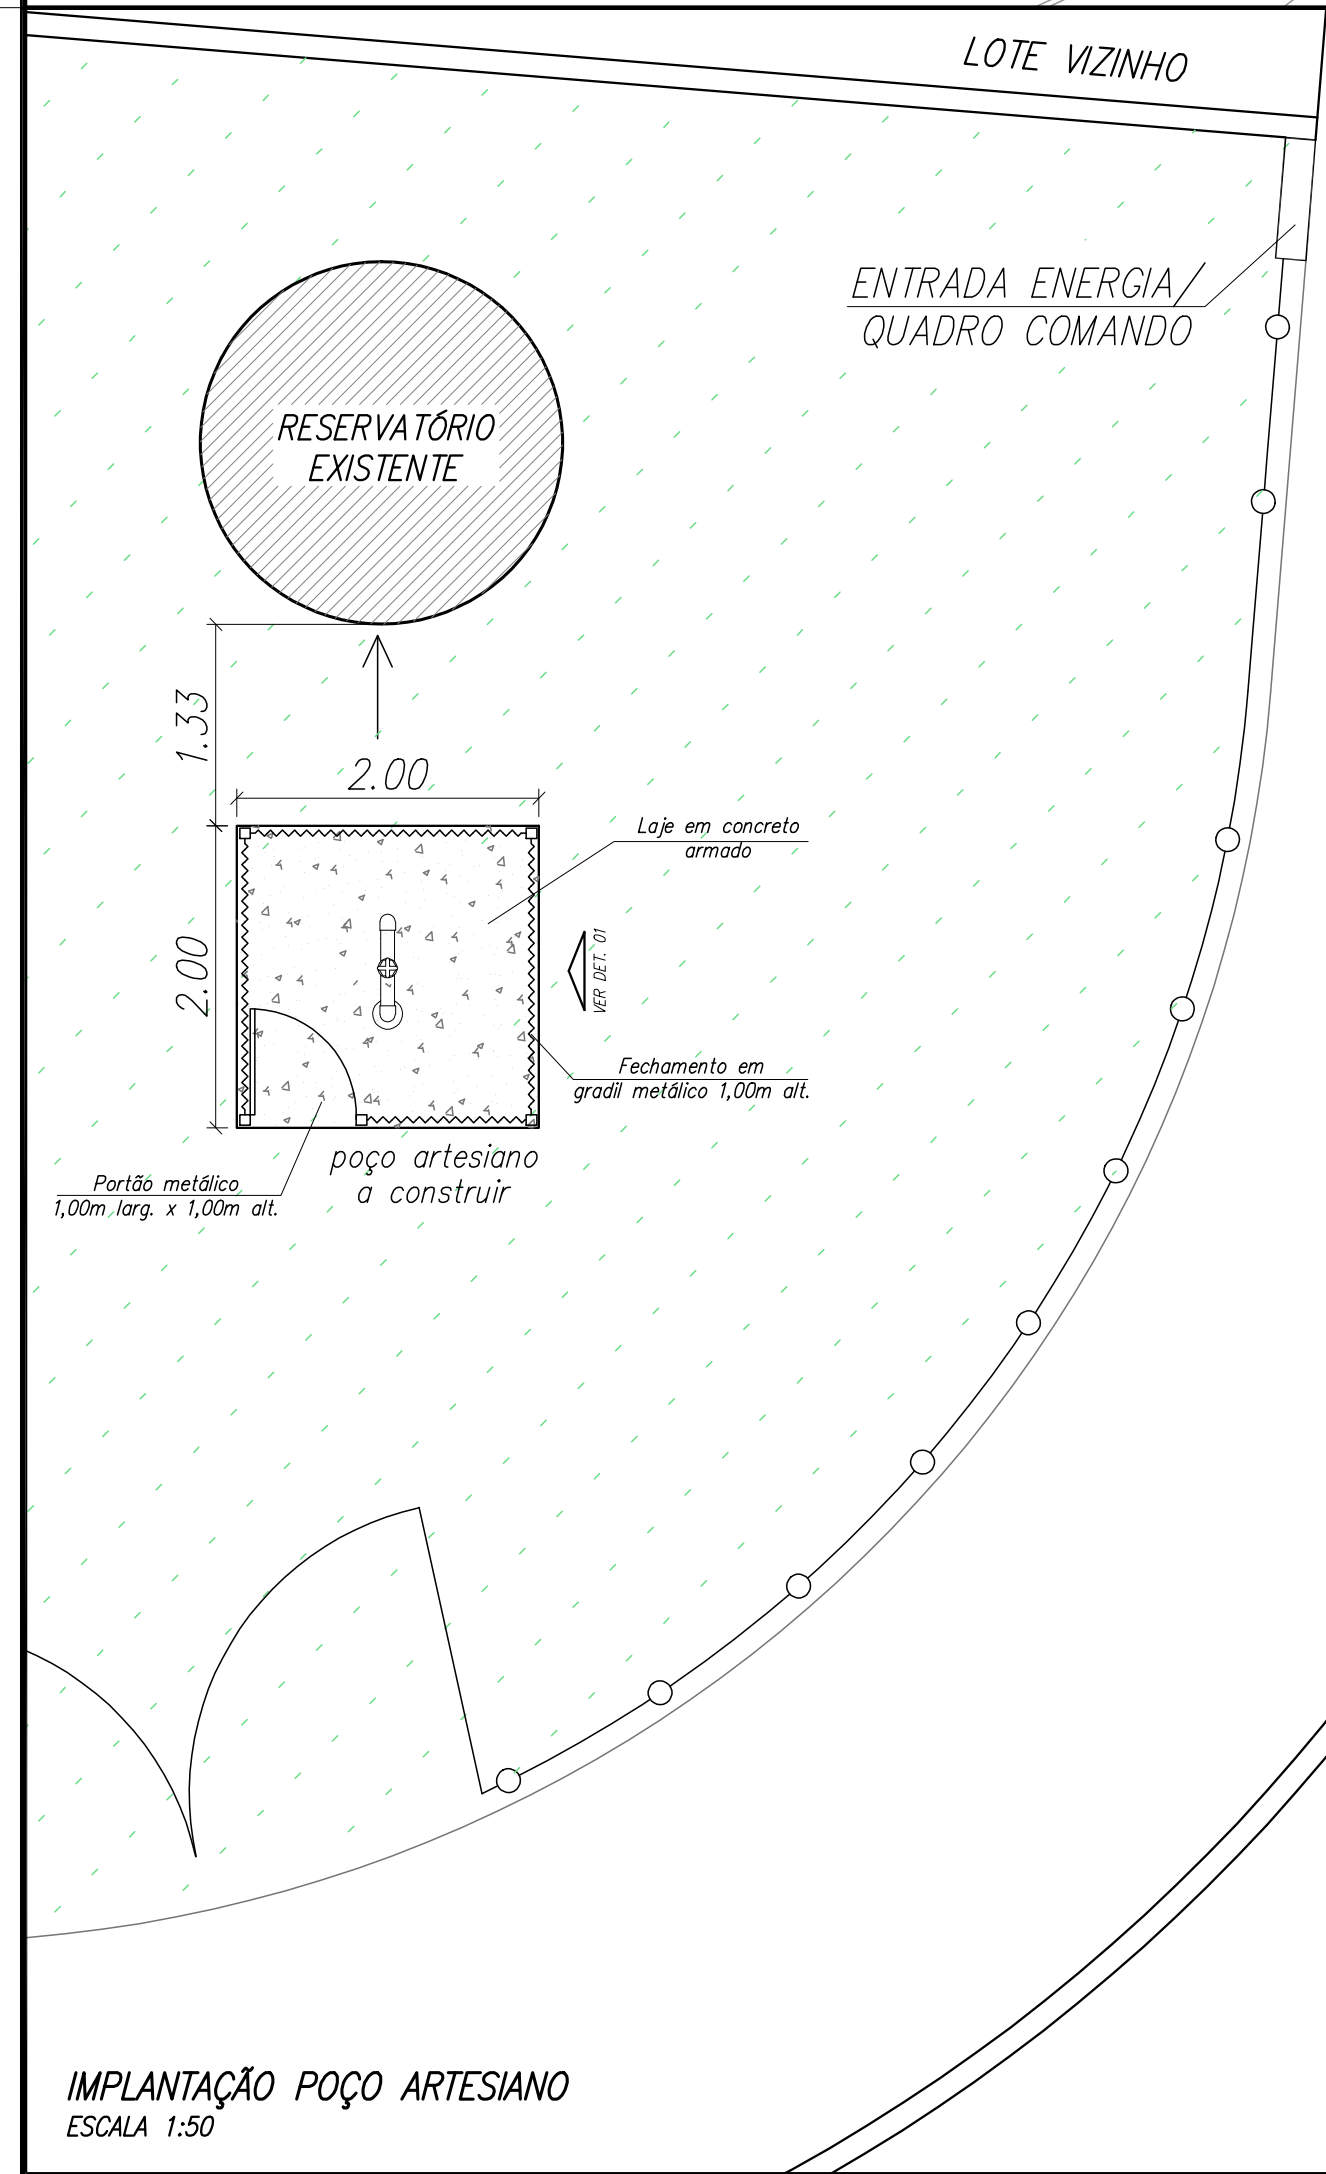 LOTE VIZINHO
ENTRADA ENERGIA/
QUADRO COMANDO
RESERVATÓRIO
EXISTENTE
1.33
2.00
Laje em concreto
armado
2.00
VER DET. 01
Fechamento em
gradil metálico 1,00m alt.
poço artesiano
a construir
Portão metálico
1,00m larg. x 1,00m alt.
IMPLANTAÇÃO POÇO ARTESIANO
ESCALA 1:50